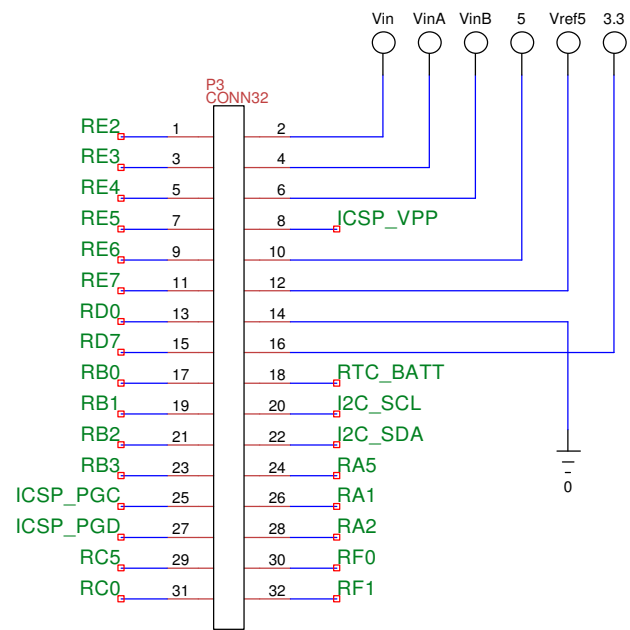 Vin VinA VinB 5 Vref5 3.3
P3
CONN32
RE2 1 2
RE3 3 4
RE4 5 6
RE5 7 8 ICSP_VPP
RE6 9 10
RE7 11 12
RD0 13 14
RD7 15 16
RB0 17 18 RTC_BATT
RB1 19 20 I2C_SCL
RB2 21 22 I2C_SDA
RB3 23 24 RA5
ICSP_PGC 25 26 RA1
0
ICSP_PGD 27 28 RA2
RC5 29 30 RF0
RC0 31 32 RF1